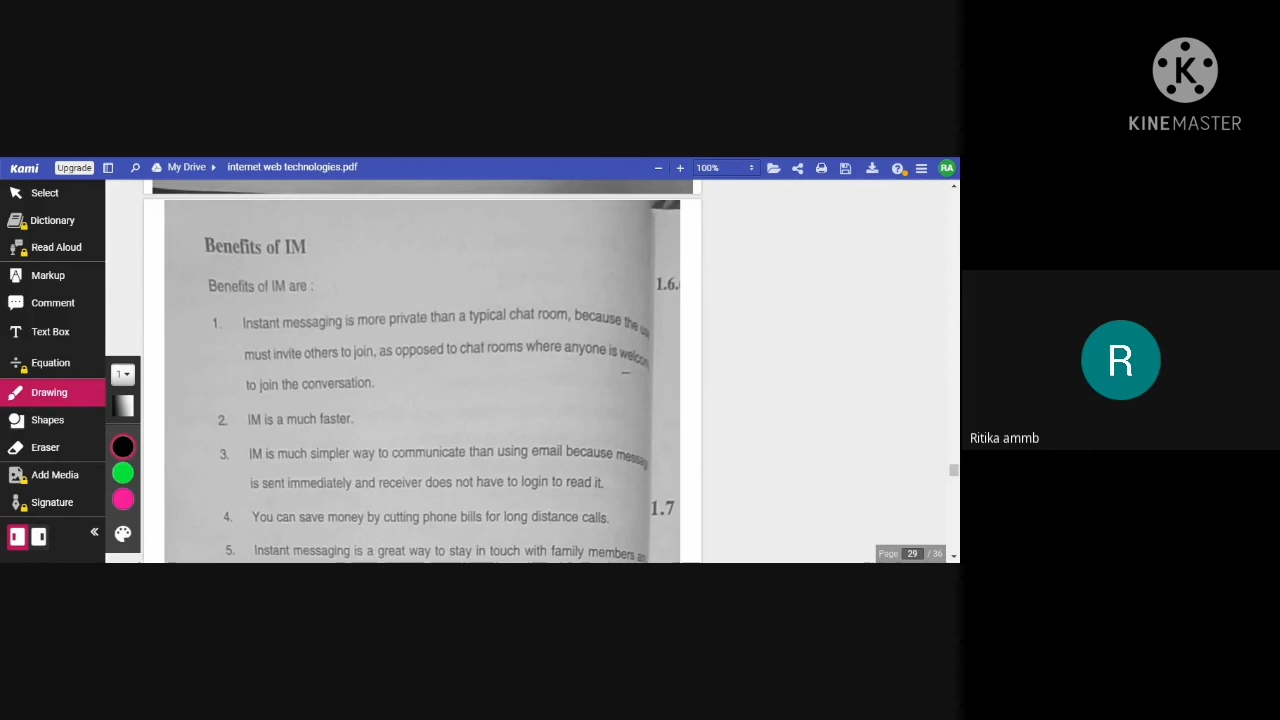 K
KINEMASTER
Kami Upgrade My Drive internet web technologies.pdf 100% RA
Select
Dictionary
Read Aloud
Markup
Comment
Text Box
Equation
Drawing
Shapes
Eraser
Add Media
Signature
1
Benefits of IM
Benefits of IM are :
1. Instant messaging is more private than a typical chat room, because the
must invite others to join, as opposed to chat rooms where anyone is
to join the conversation.
2. IM is a much faster.
3. IM is much simpler way to communicate than using email because
is sent immediately and receiver does not have to login to read it.
4. You can save money by cutting phone bills for long distance calls.
5. Instant messaging is a great way to stay in touch with family members
1.6.
1.7
Page 29 / 36
R
Ritika ammb